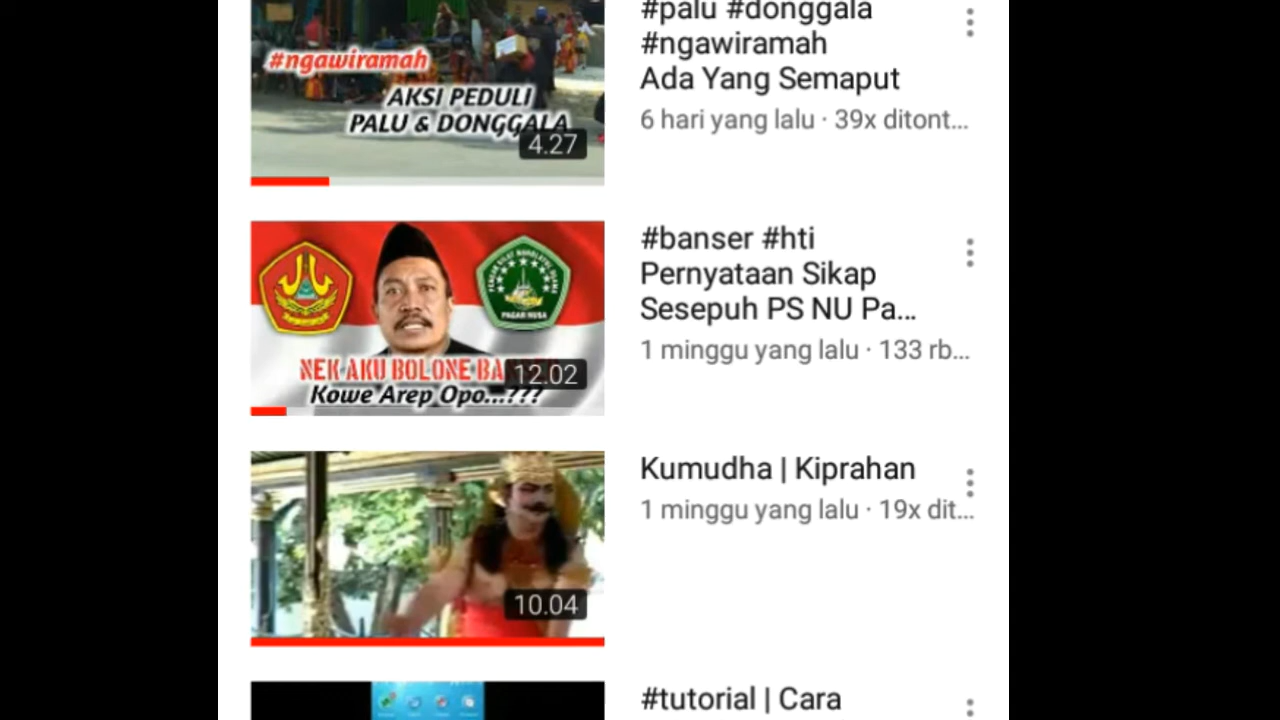 #palu #donggala
#ngawiramah
Ada Yang Semaput
6 hari yang lalu · 39x ditont...
#ngawiramah
AKSI PEDULI
PALU & DONGGALA
4.27
#banser #hti
Pernyataan Sikap
Sesepuh PS NU Pa...
1 minggu yang lalu · 133 rb...
PAGAR NUSA
NEK AKU BOLONE BA
12.02
Kowe Arep Opo...???
Kumudha | Kiprahan
1 minggu yang lalu · 19x dit...
10.04
#tutorial | Cara